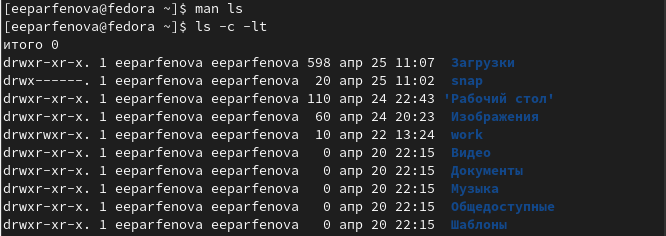 [eeparfenova@fedora ~]$ man ls
[eeparfenova@fedora ~]$ ls -c -lt
итого 0
drwxr-xr-x. 1 eeparfenova eeparfenova 598 апр 25 11:07  Загрузки
drwx------. 1 eeparfenova eeparfenova  20 апр 25 11:02  snap
drwxr-xr-x. 1 eeparfenova eeparfenova 110 апр 24 22:43 'Рабочий стол'
drwxr-xr-x. 1 eeparfenova eeparfenova  60 апр 24 20:23  Изображения
drwxrwxr-x. 1 eeparfenova eeparfenova  10 апр 22 13:24  work
drwxr-xr-x. 1 eeparfenova eeparfenova   0 апр 20 22:15  Видео
drwxr-xr-x. 1 eeparfenova eeparfenova   0 апр 20 22:15  Документы
drwxr-xr-x. 1 eeparfenova eeparfenova   0 апр 20 22:15  Музыка
drwxr-xr-x. 1 eeparfenova eeparfenova   0 апр 20 22:15  Общедоступные
drwxr-xr-x. 1 eeparfenova eeparfenova   0 апр 20 22:15  Шаблоны